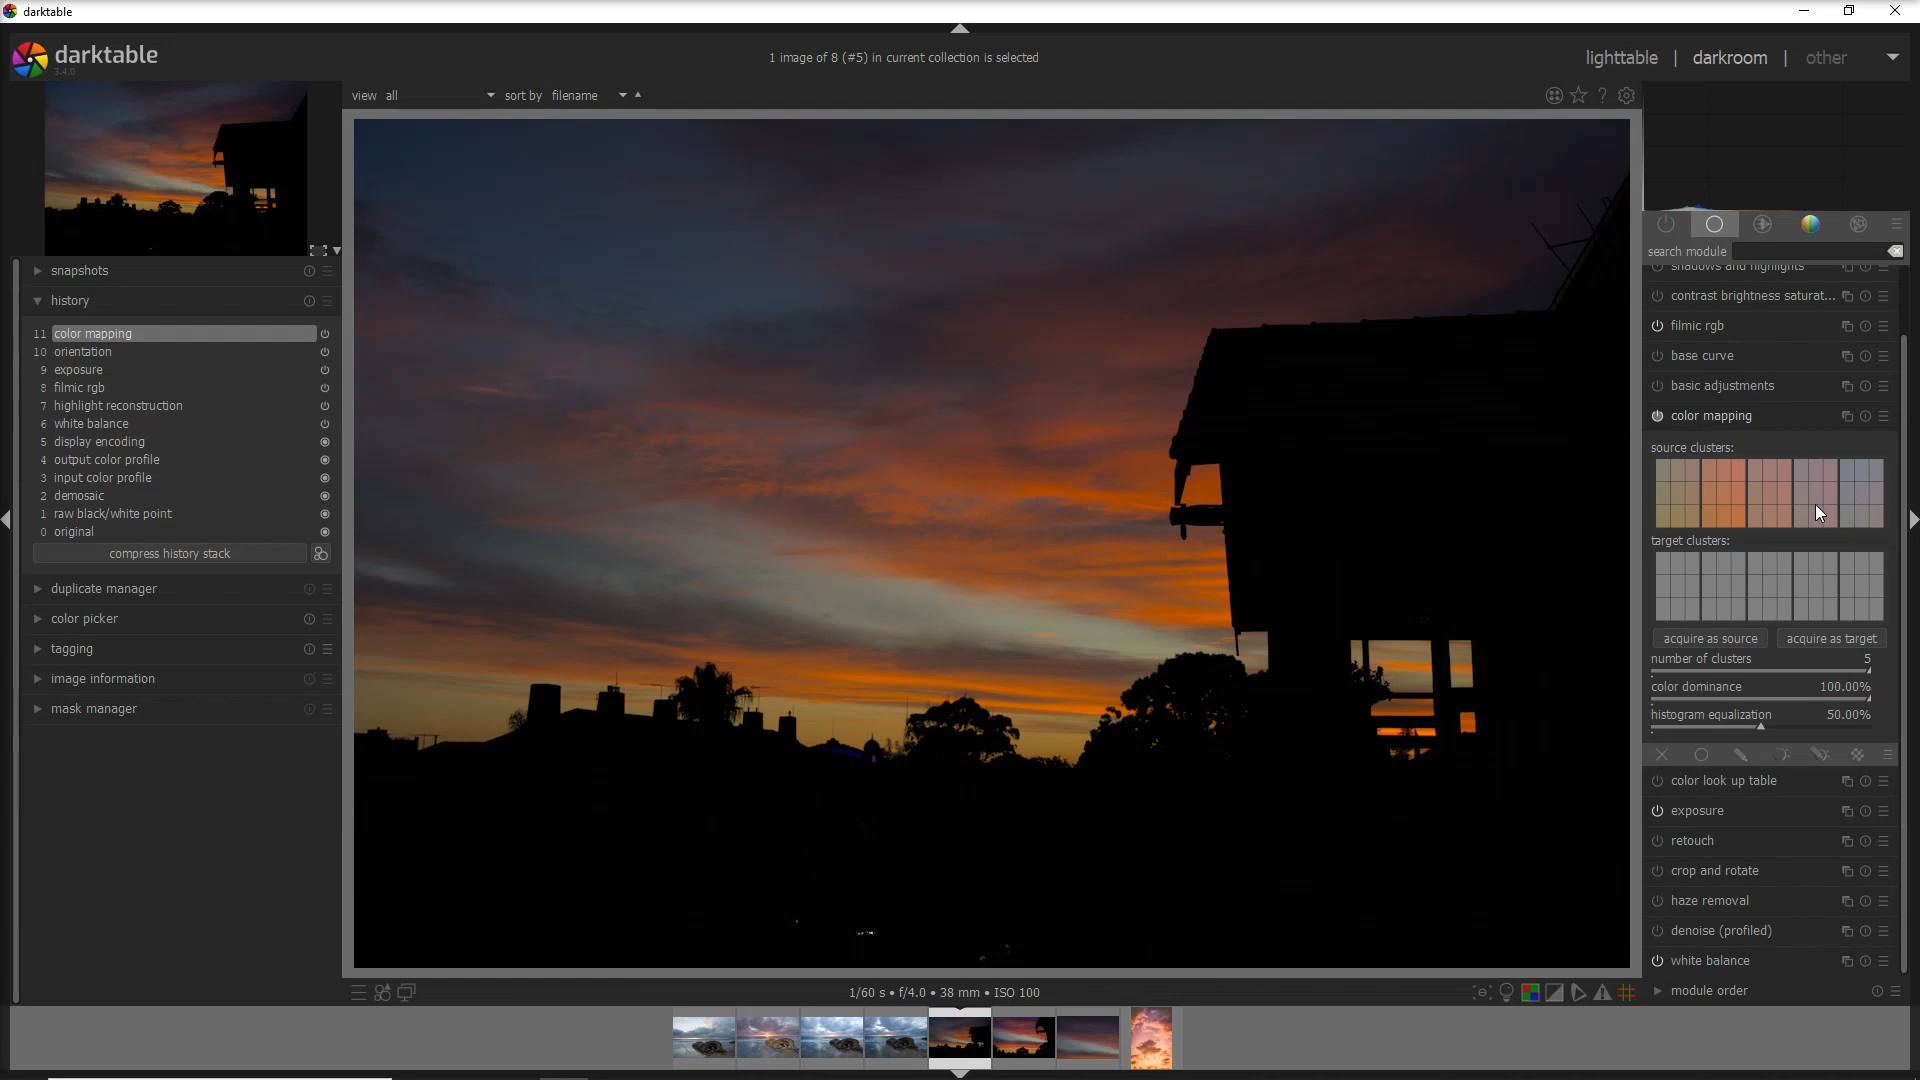 darktable
darktable
3.4.0
1 image of 8 (#5) in current collection is selected
lighttable | darkroom | other
view all sort by filename
search module
snapshots
history
11 color mapping
10 orientation
9 exposure
8 filmic rgb
7 highlight reconstruction
6 white balance
5 display encoding
4 output color profile
3 input color profile
2 demosaic
1 raw black/white point
0 original
compress history stack
duplicate manager
color picker
tagging
image information
mask manager
shadows and highlights
contrast brightness saturat...
filmic rgb
base curve
basic adjustments
color mapping
source clusters:
target clusters:
acquire as source acquire as target
number of clusters 5
color dominance 100.00%
histogram equalization 50.00%
color look up table
exposure
retouch
crop and rotate
haze removal
denoise (profiled)
white balance
module order
1/60 s • f/4.0 • 38 mm • ISO 100